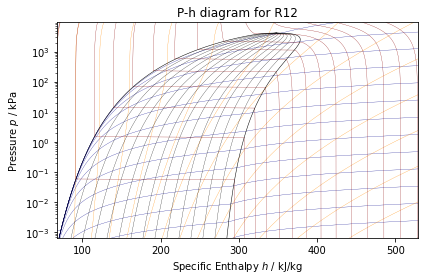 P-h diagram for R12
Pressure p / kPa
10³
10²
10¹
10⁰
10⁻¹
10⁻²
10⁻³
100 200 300 400 500
Specific Enthalpy h / kJ/kg